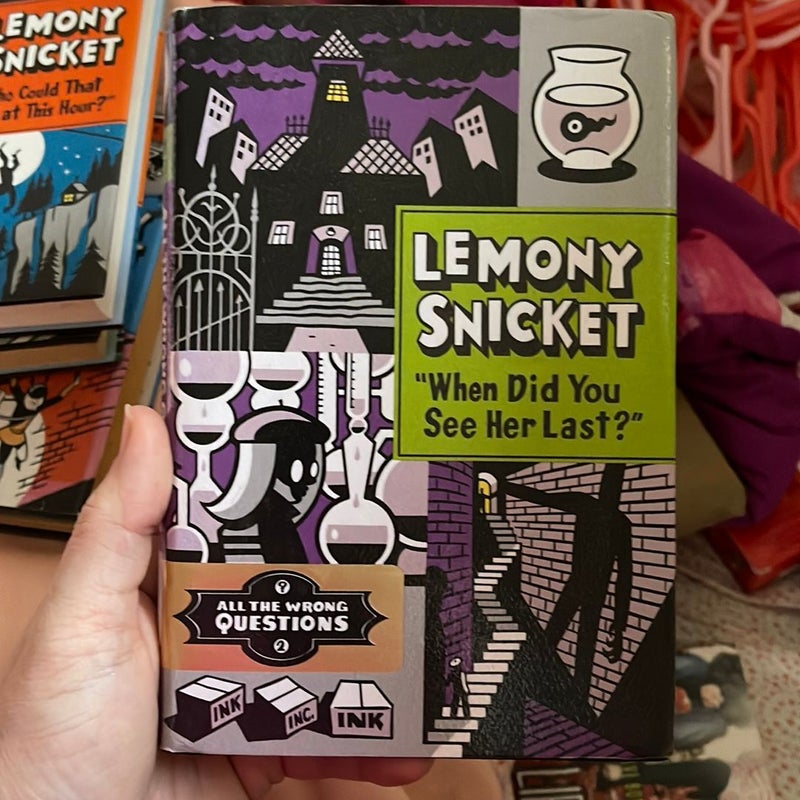 LEMONY
SNICKET
"When Did You
See Her Last?"
?
ALL THE WRONG
QUESTIONS
2
INK
INC.
INK
LEMONY
SNICKET
That
at This Hour?"